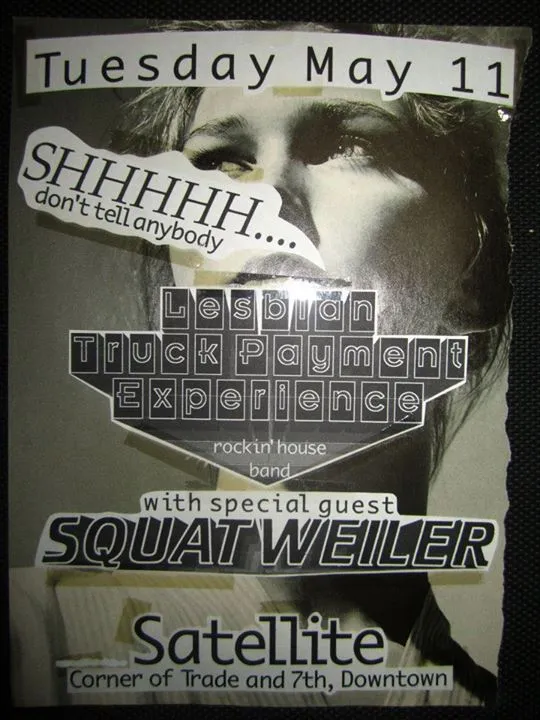 Tuesday May 11
SHHHHH....
don't tell anybody
Lesbian
Truck Payment
Experience
rockin' house
band
with special guest
SQUATWEILER
Satellite
Corner of Trade and 7th, Downtown